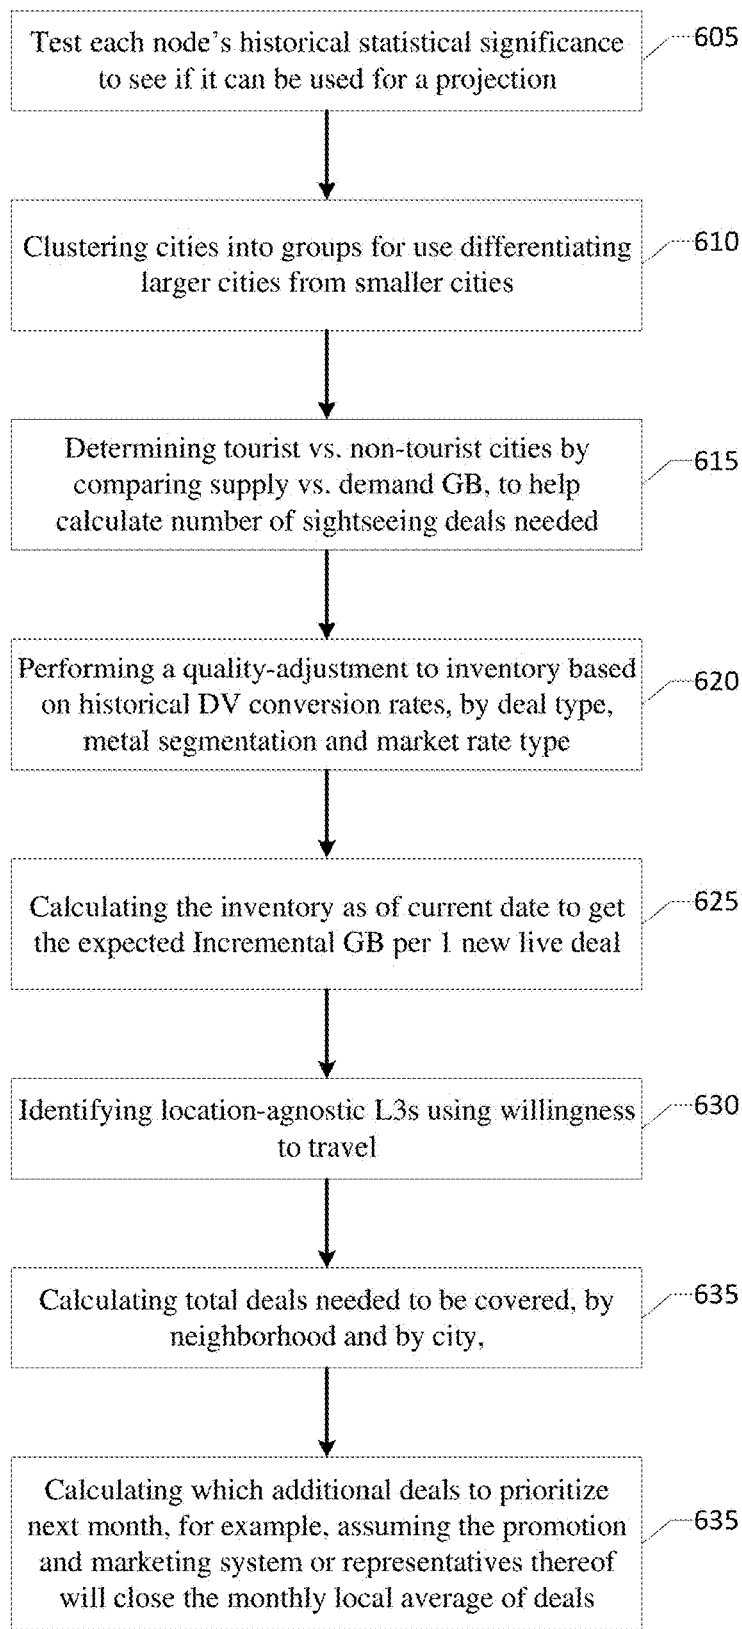 Test each node's historical statistical significance
to see if it can be used for a projection
605
Clustering cities into groups for use differentiating
larger cities from smaller cities
610
Determining tourist vs. non-tourist cities by
comparing supply vs. demand GB, to help
calculate number of sightseeing deals needed
615
Performing a quality-adjustment to inventory based
on historical DV conversion rates, by deal type,
metal segmentation and market rate type
620
Calculating the inventory as of current date to get
the expected Incremental GB per 1 new live deal
625
Identifying location-agnostic L3s using willingness
to travel
630
Calculating total deals needed to be covered, by
neighborhood and by city,
635
Calculating which additional deals to prioritize
next month, for example, assuming the promotion
and marketing system or representatives thereof
will close the monthly local average of deals
635